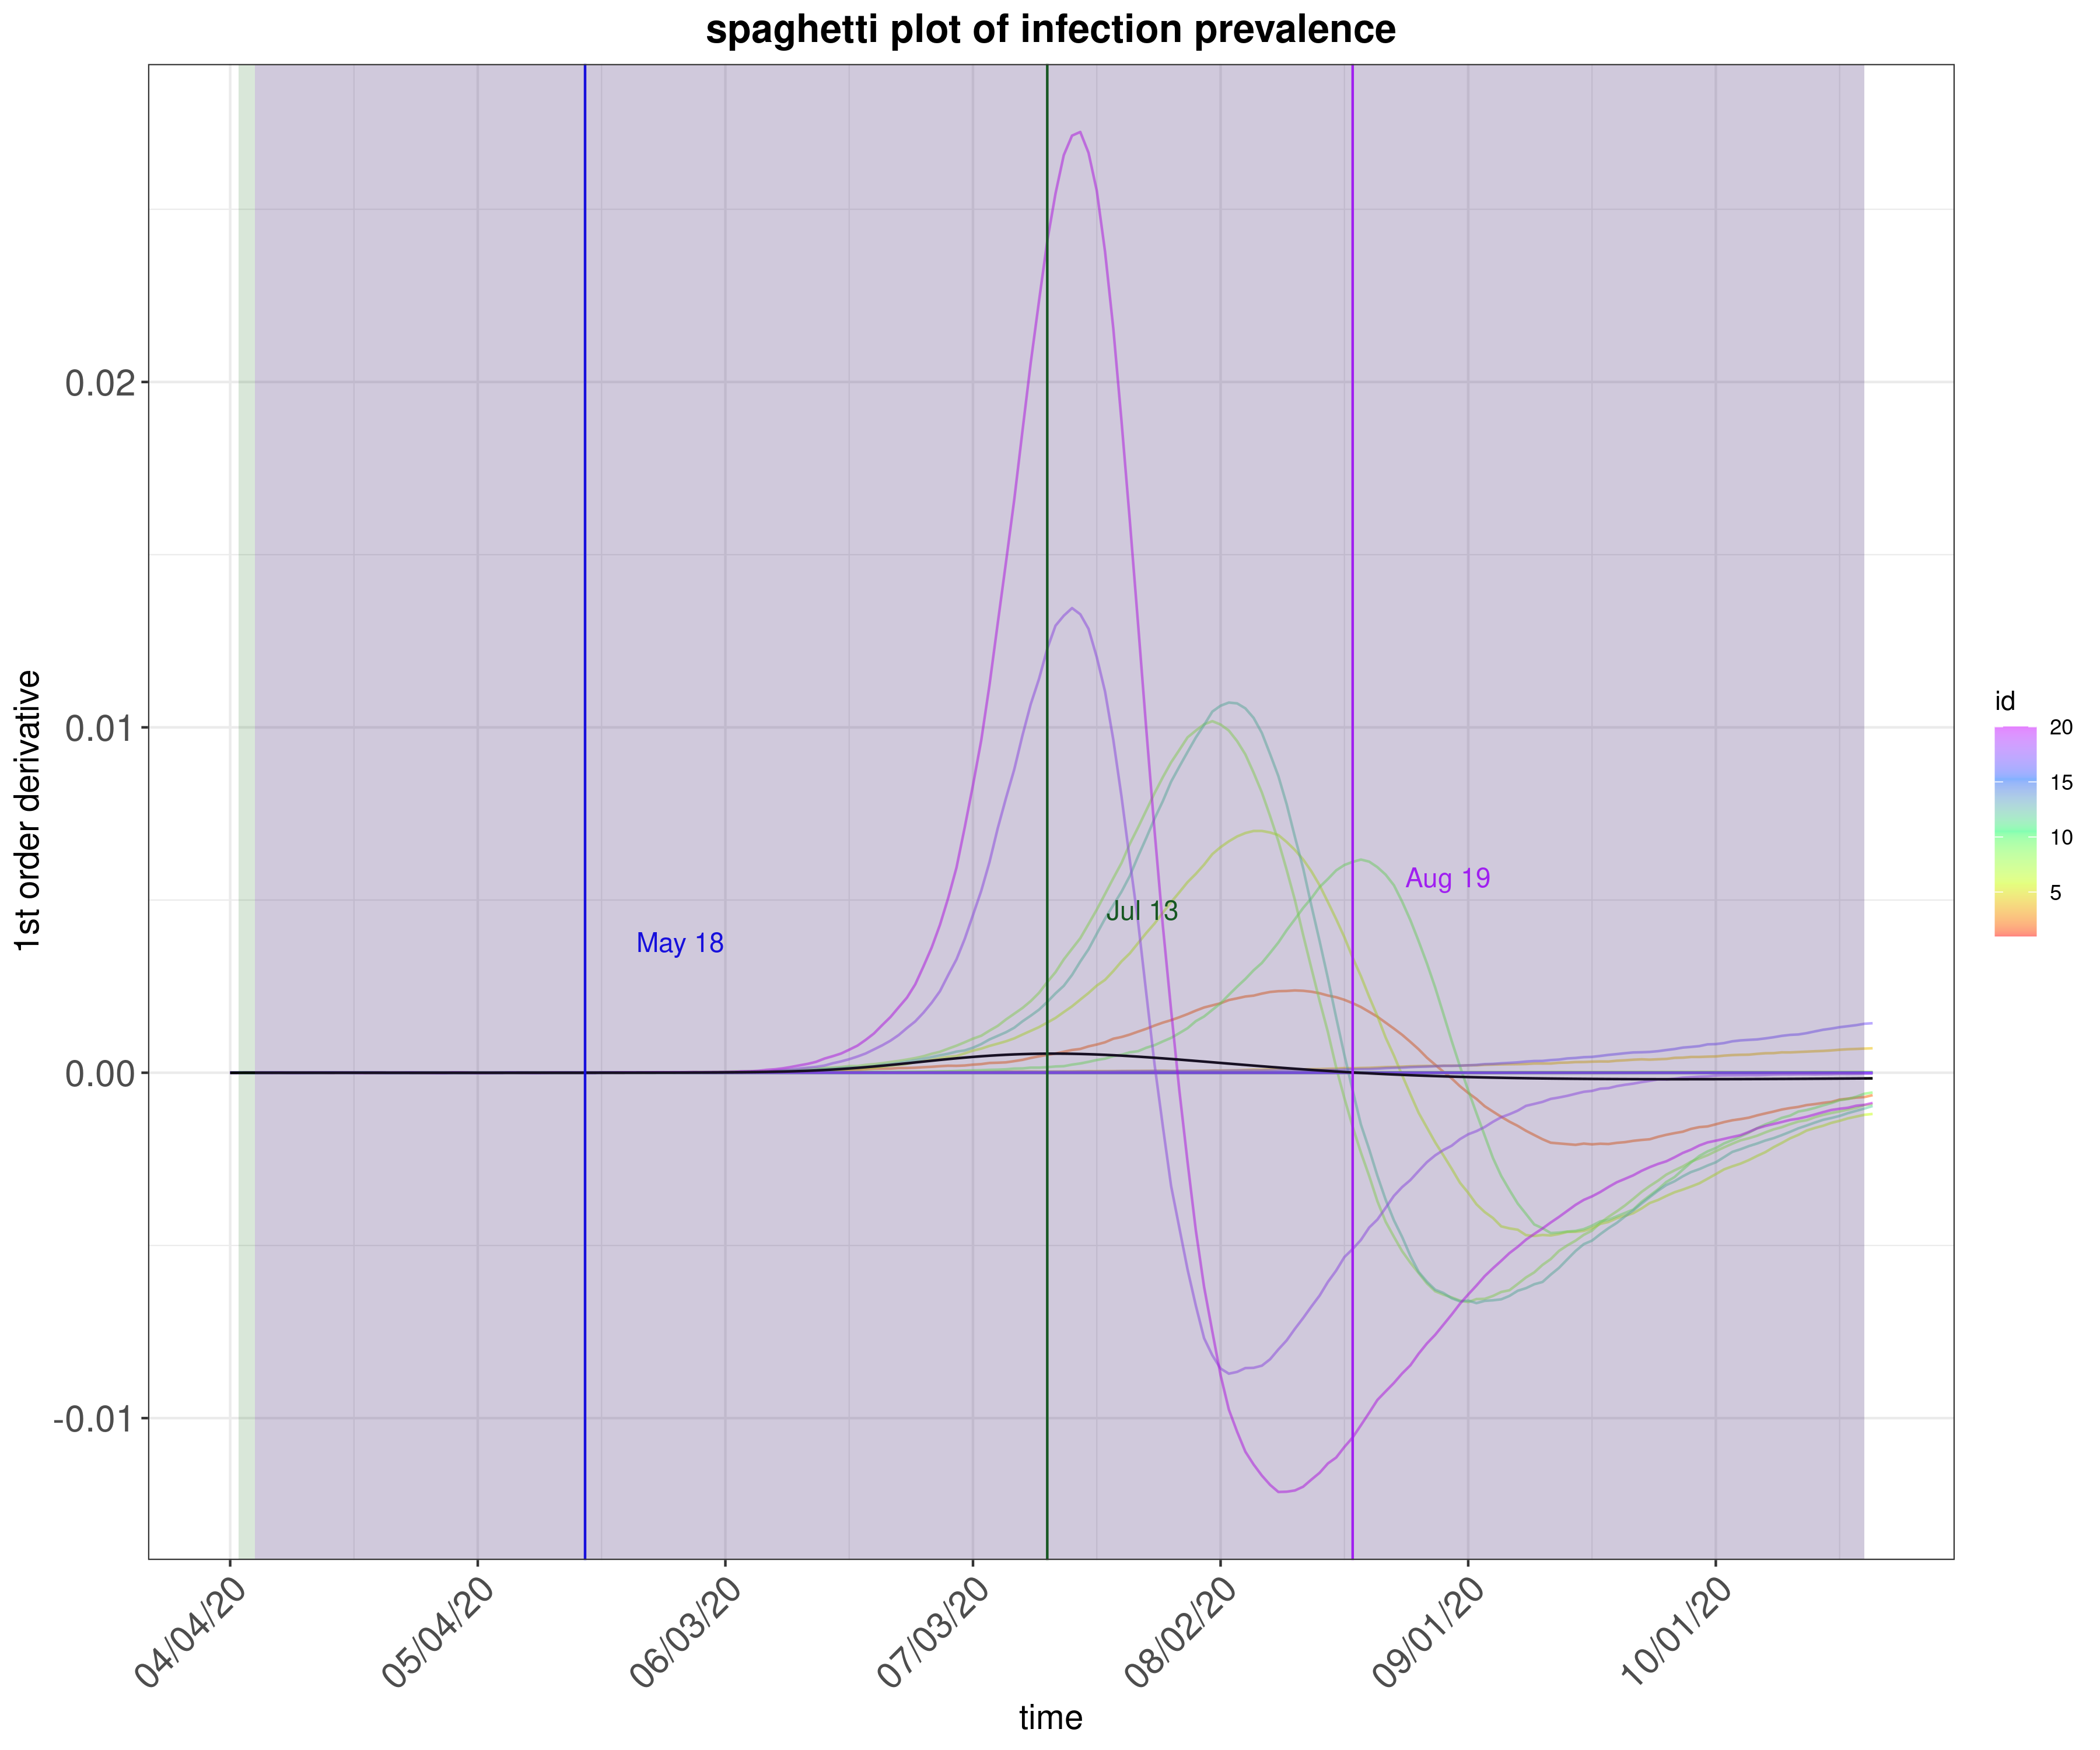 spaghetti plot of infection prevalence
1st order derivative
0.02
0.01
0.00
-0.01
May 18
Jul 13
Aug 19
id
20
15
10
5
04/04/20
05/04/20
06/03/20
07/03/20
08/02/20
09/01/20
10/01/20
time